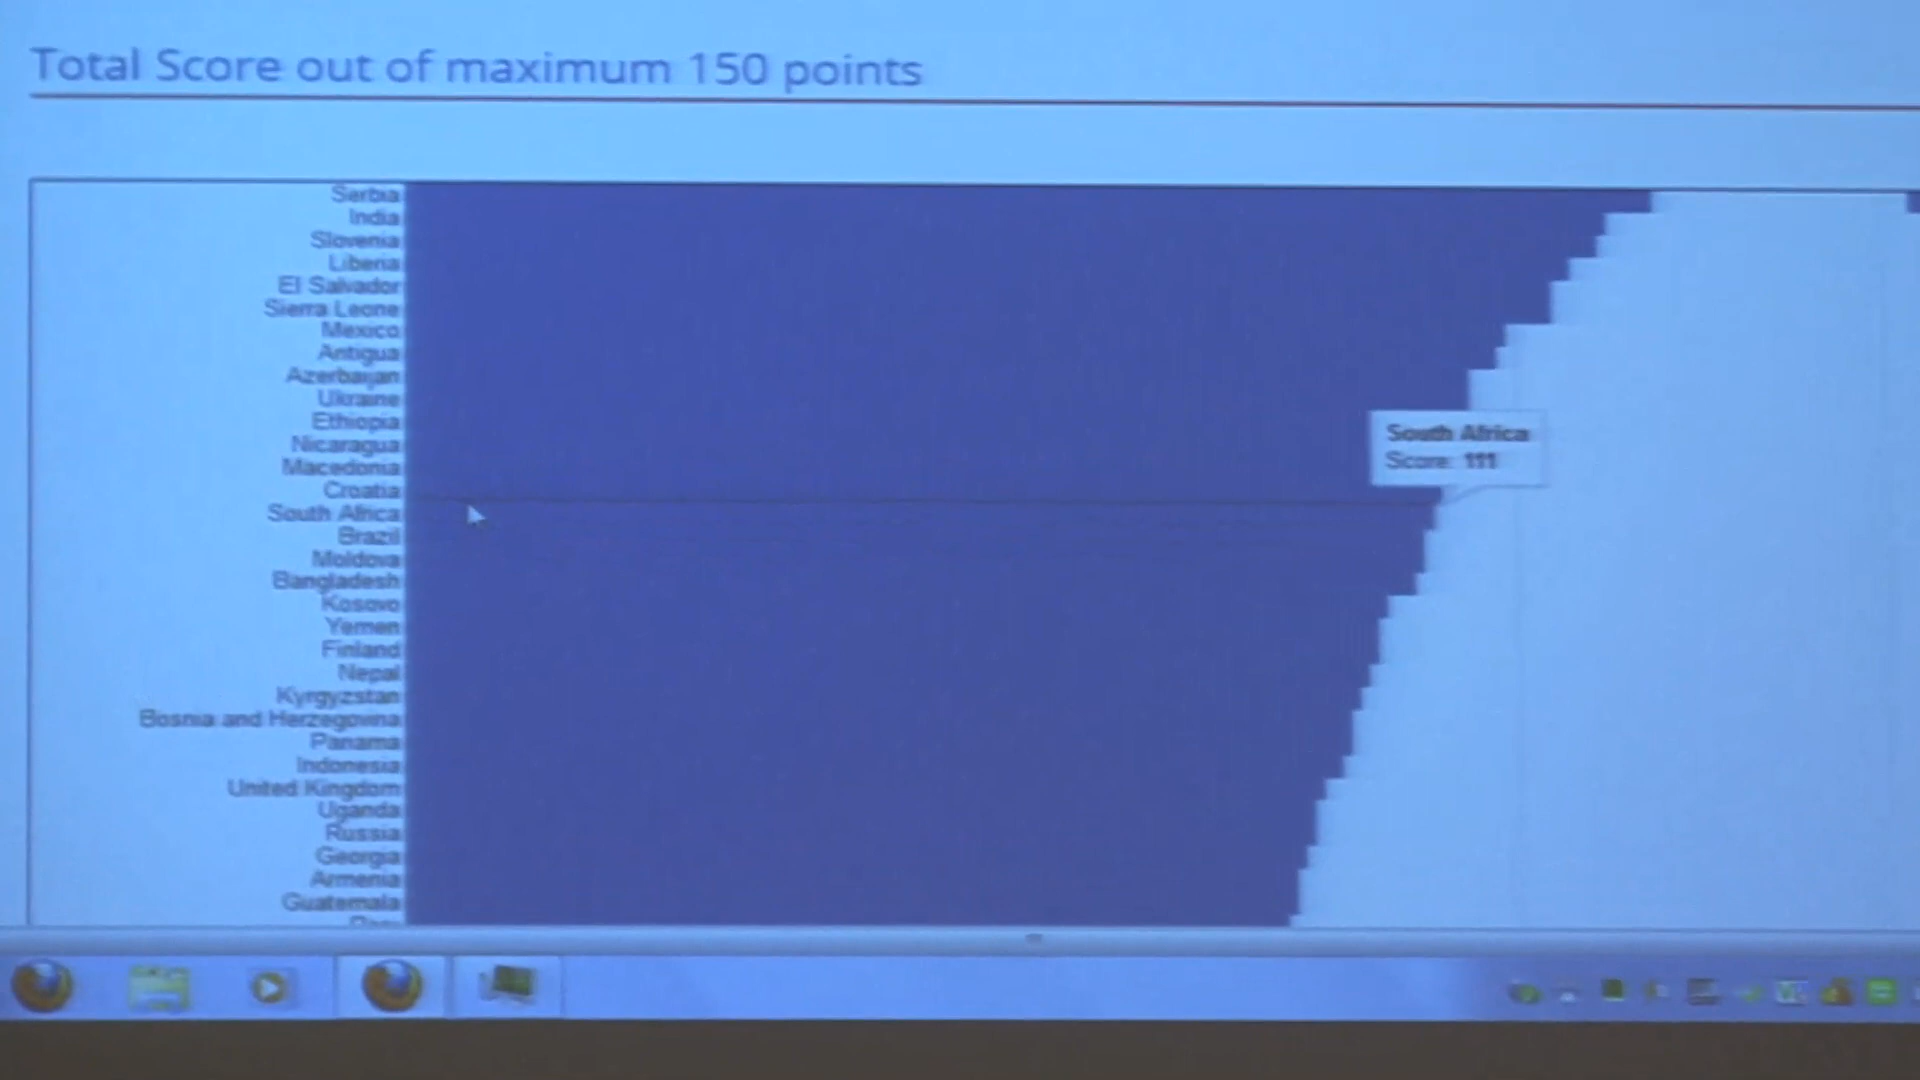 Total Score out of maximum 150 points
Serbia
India
Slovenia
Liberia
El Salvador
Sierra Leone
Mexico
Antigua
Azerbaijan
Ukraine
Ethiopia
Nicaragua
Macedonia
Croatia
South Africa
Score: 111
South Africa
Brazil
Moldova
Bangladesh
Kosovo
Yemen
Finland
Nepal
Kyrgyzstan
Bosnia and Herzegovina
Panama
Indonesia
United Kingdom
Uganda
Russia
Georgia
Armenia
Guatemala